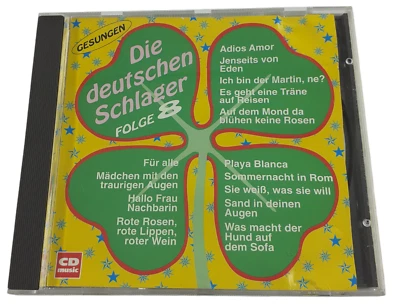 GESUNGEN
Die
deutschen
Schlager
FOLGE 8
Adios Amor
Jenseits von
Eden
Ich bin der Martin, ne?
Es geht eine Träne
auf Reisen
Auf dem Mond da
blühen keine Rosen
Für alle
Mädchen mit den
traurigen Augen
Hallo Frau
Nachbarin
Rote Rosen,
rote Lippen,
roter Wein
Playa Blanca
Sommernacht in Rom
Sie weiß, was sie will
Sand in deinen
Augen
Was macht der
Hund auf
dem Sofa
CD
music